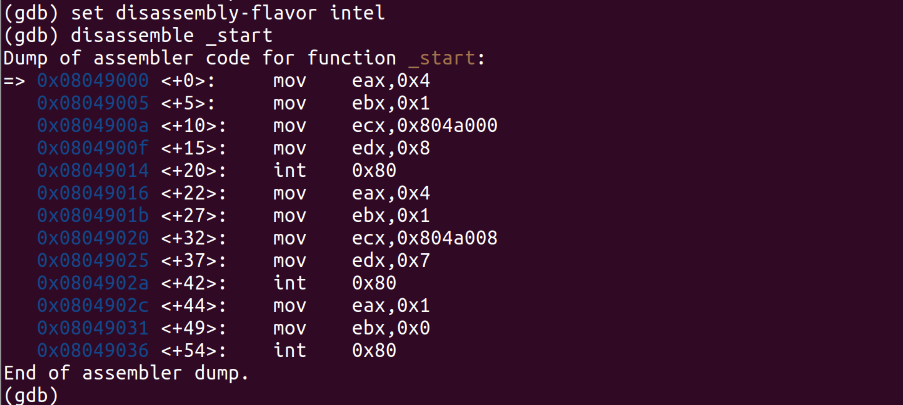 (gdb) set disassembly-flavor intel
(gdb) disassemble _start
Dump of assembler code for function _start:
=> 0x08049000 <+0>:     mov    eax,0x4
   0x08049005 <+5>:     mov    ebx,0x1
   0x0804900a <+10>:    mov    ecx,0x804a000
   0x0804900f <+15>:    mov    edx,0x8
   0x08049014 <+20>:    int    0x80
   0x08049016 <+22>:    mov    eax,0x4
   0x0804901b <+27>:    mov    ebx,0x1
   0x08049020 <+32>:    mov    ecx,0x804a008
   0x08049025 <+37>:    mov    edx,0x7
   0x0804902a <+42>:    int    0x80
   0x0804902c <+44>:    mov    eax,0x1
   0x08049031 <+49>:    mov    ebx,0x0
   0x08049036 <+54>:    int    0x80
End of assembler dump.
(gdb)